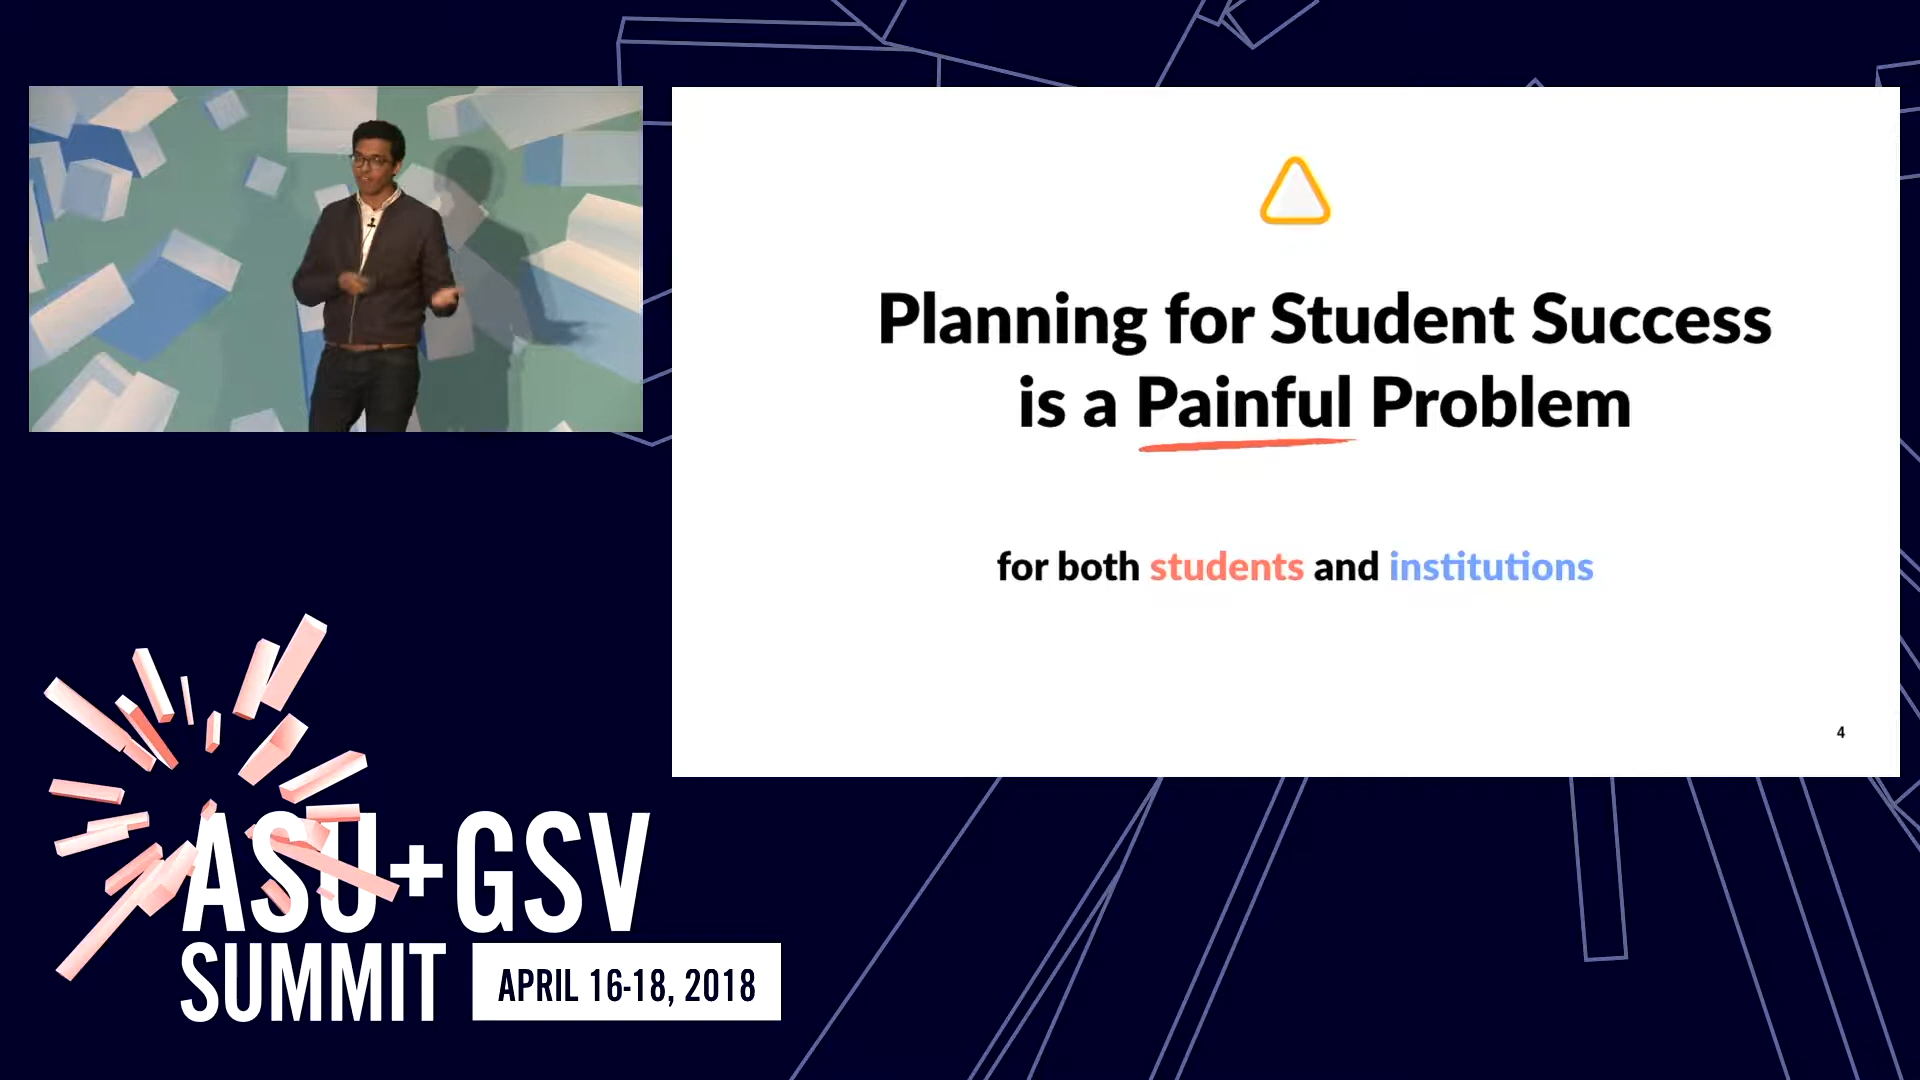 Planning for Student Success
is a Painful Problem
for both students and institutions
4
ASU+GSV
SUMMIT
APRIL 16-18, 2018